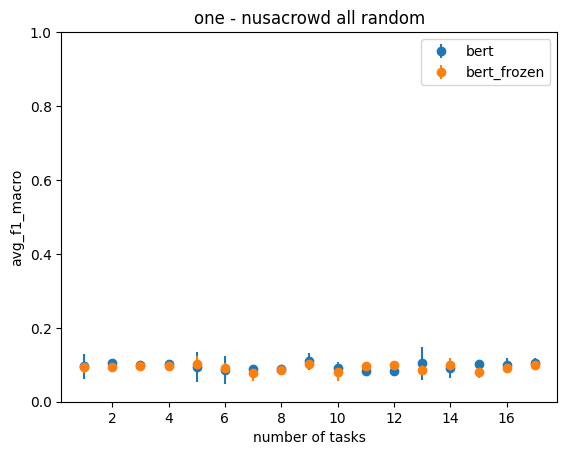 one - nusacrowd all random
bert
bert_frozen
1.0
0.8
0.6
0.4
0.2
0.0
avg_f1_macro
2 4 6 8 10 12 14 16
number of tasks